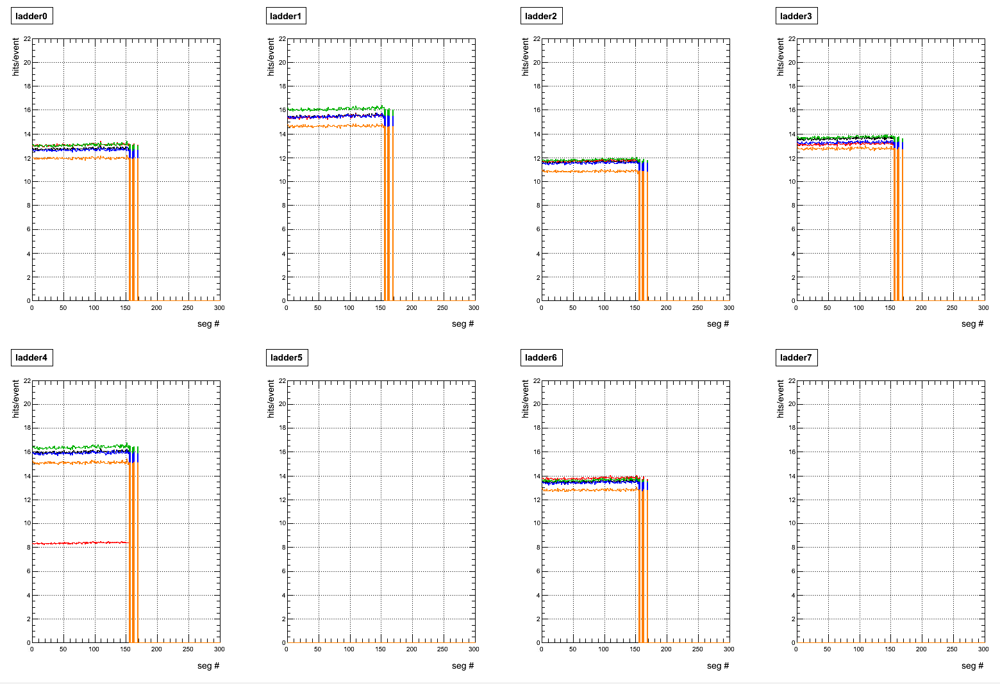 ladder0 ladder1 ladder2 ladder3
hits/event hits/event hits/event hits/event
22 22 22 22
20 20 20 20
18 18 18 18
16 16 16 16
14 14 14 14
12 12 12 12
10 10 10 10
8 8 8 8
6 6 6 6
4 4 4 4
2 2 2 2
0 0 0 0
0 50 100 150 200 250 300 0 50 100 150 200 250 300 0 50 100 150 200 250 300 0 50 100 150 200 250 300
seg # seg # seg # seg #
ladder4 ladder5 ladder6 ladder7
hits/event hits/event hits/event hits/event
22 22 22 22
20 20 20 20
18 18 18 18
16 16 16 16
14 14 14 14
12 12 12 12
10 10 10 10
8 8 8 8
6 6 6 6
4 4 4 4
2 2 2 2
0 0 0 0
0 50 100 150 200 250 300 0 50 100 150 200 250 300 0 50 100 150 200 250 300 0 50 100 150 200 250 300
seg # seg # seg # seg #